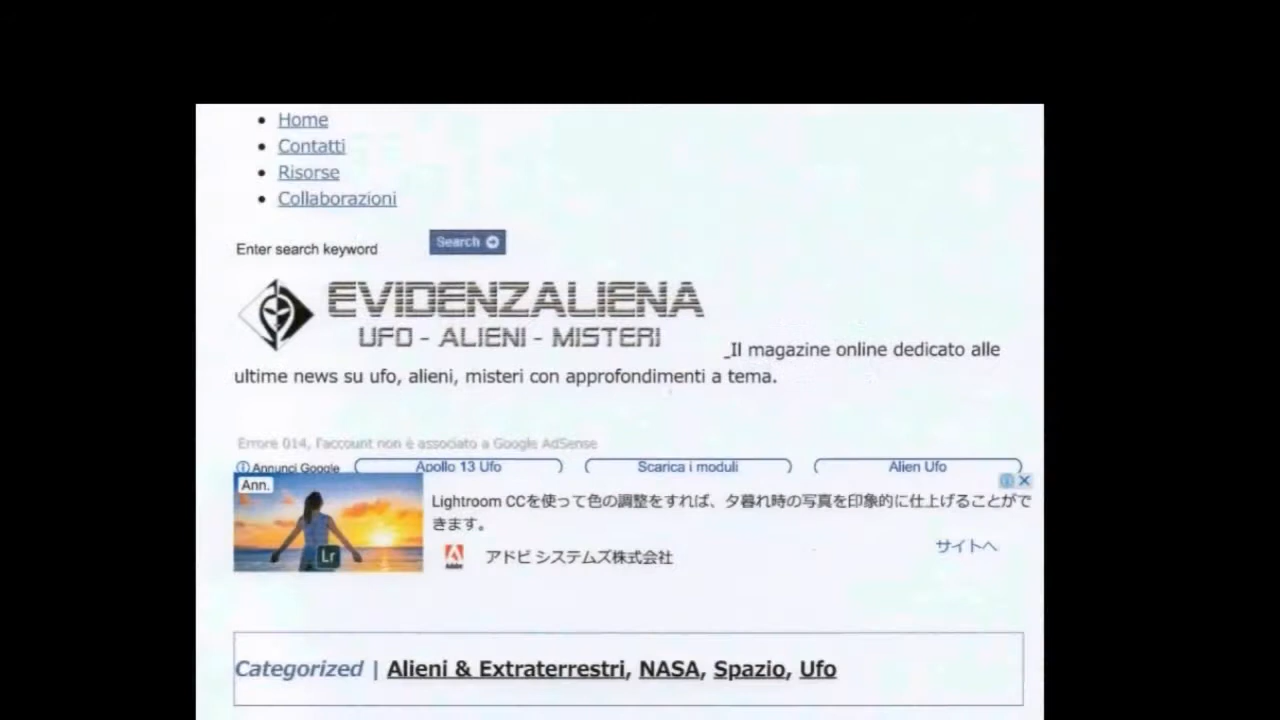 Home
Contatti
Risorse
Collaborazioni
Enter search keyword
Search
EVIDENZALIENA
UFO - ALIENI - MISTERI
_Il magazine online dedicato alle
ultime news su ufo, alieni, misteri con approfondimenti a tema.
Errore 014, l'account non è associato a Google AdSense
Annunci Google Apollo 13 Ufo Scarica i moduli Alien Ufo
Ann.
Lightroom CCを使って色の調整をすれば、夕暮れ時の写真を印象的に仕上げることがで
きます。
Lr
Adobe
アドビ システムズ株式会社
サイトへ
Categorized | Alieni & Extraterrestri, NASA, Spazio, Ufo